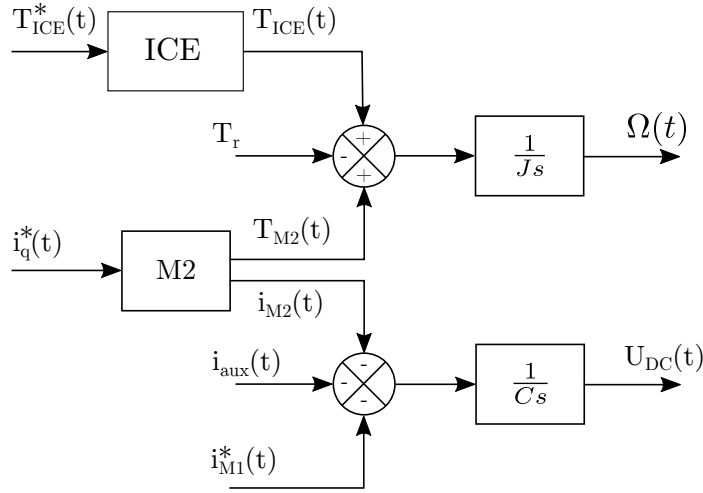 T*ICE(t)
ICE
TICE(t)
Tr
+
-
+
1
Js
Ω(t)
i*q(t)
M2
TM2(t)
iM2(t)
iaux(t)
-
-
-
1
Cs
UDC(t)
i*M1(t)